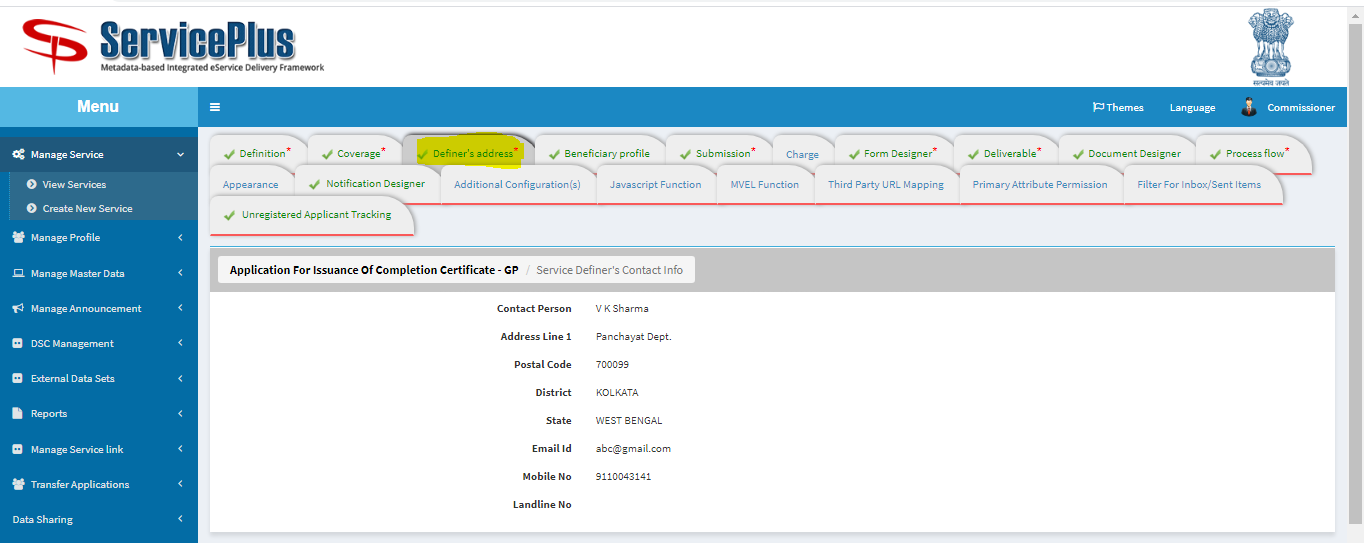 ServicePlus
Metadata-based Integrated eService Delivery Framework
सत्यमेव जयते
Menu
Themes Language Commissioner
Manage Service
View Services
Create New Service
Manage Profile
Manage Master Data
Manage Announcement
DSC Management
External Data Sets
Reports
Manage Service link
Transfer Applications
Data Sharing
Definition* Coverage* Definer's address* Beneficiary profile Submission* Charge Form Designer* Deliverable* Document Designer Process flow*
Appearance Notification Designer Additional Configuration(s) Javascript Function MVEL Function Third Party URL Mapping Primary Attribute Permission Filter For Inbox/Sent Items
Unregistered Applicant Tracking
Application For Issuance Of Completion Certificate - GP / Service Definer's Contact Info
Contact Person V K Sharma
Address Line 1 Panchayat Dept.
Postal Code 700099
District KOLKATA
State WEST BENGAL
Email Id abc@gmail.com
Mobile No 9110043141
Landline No